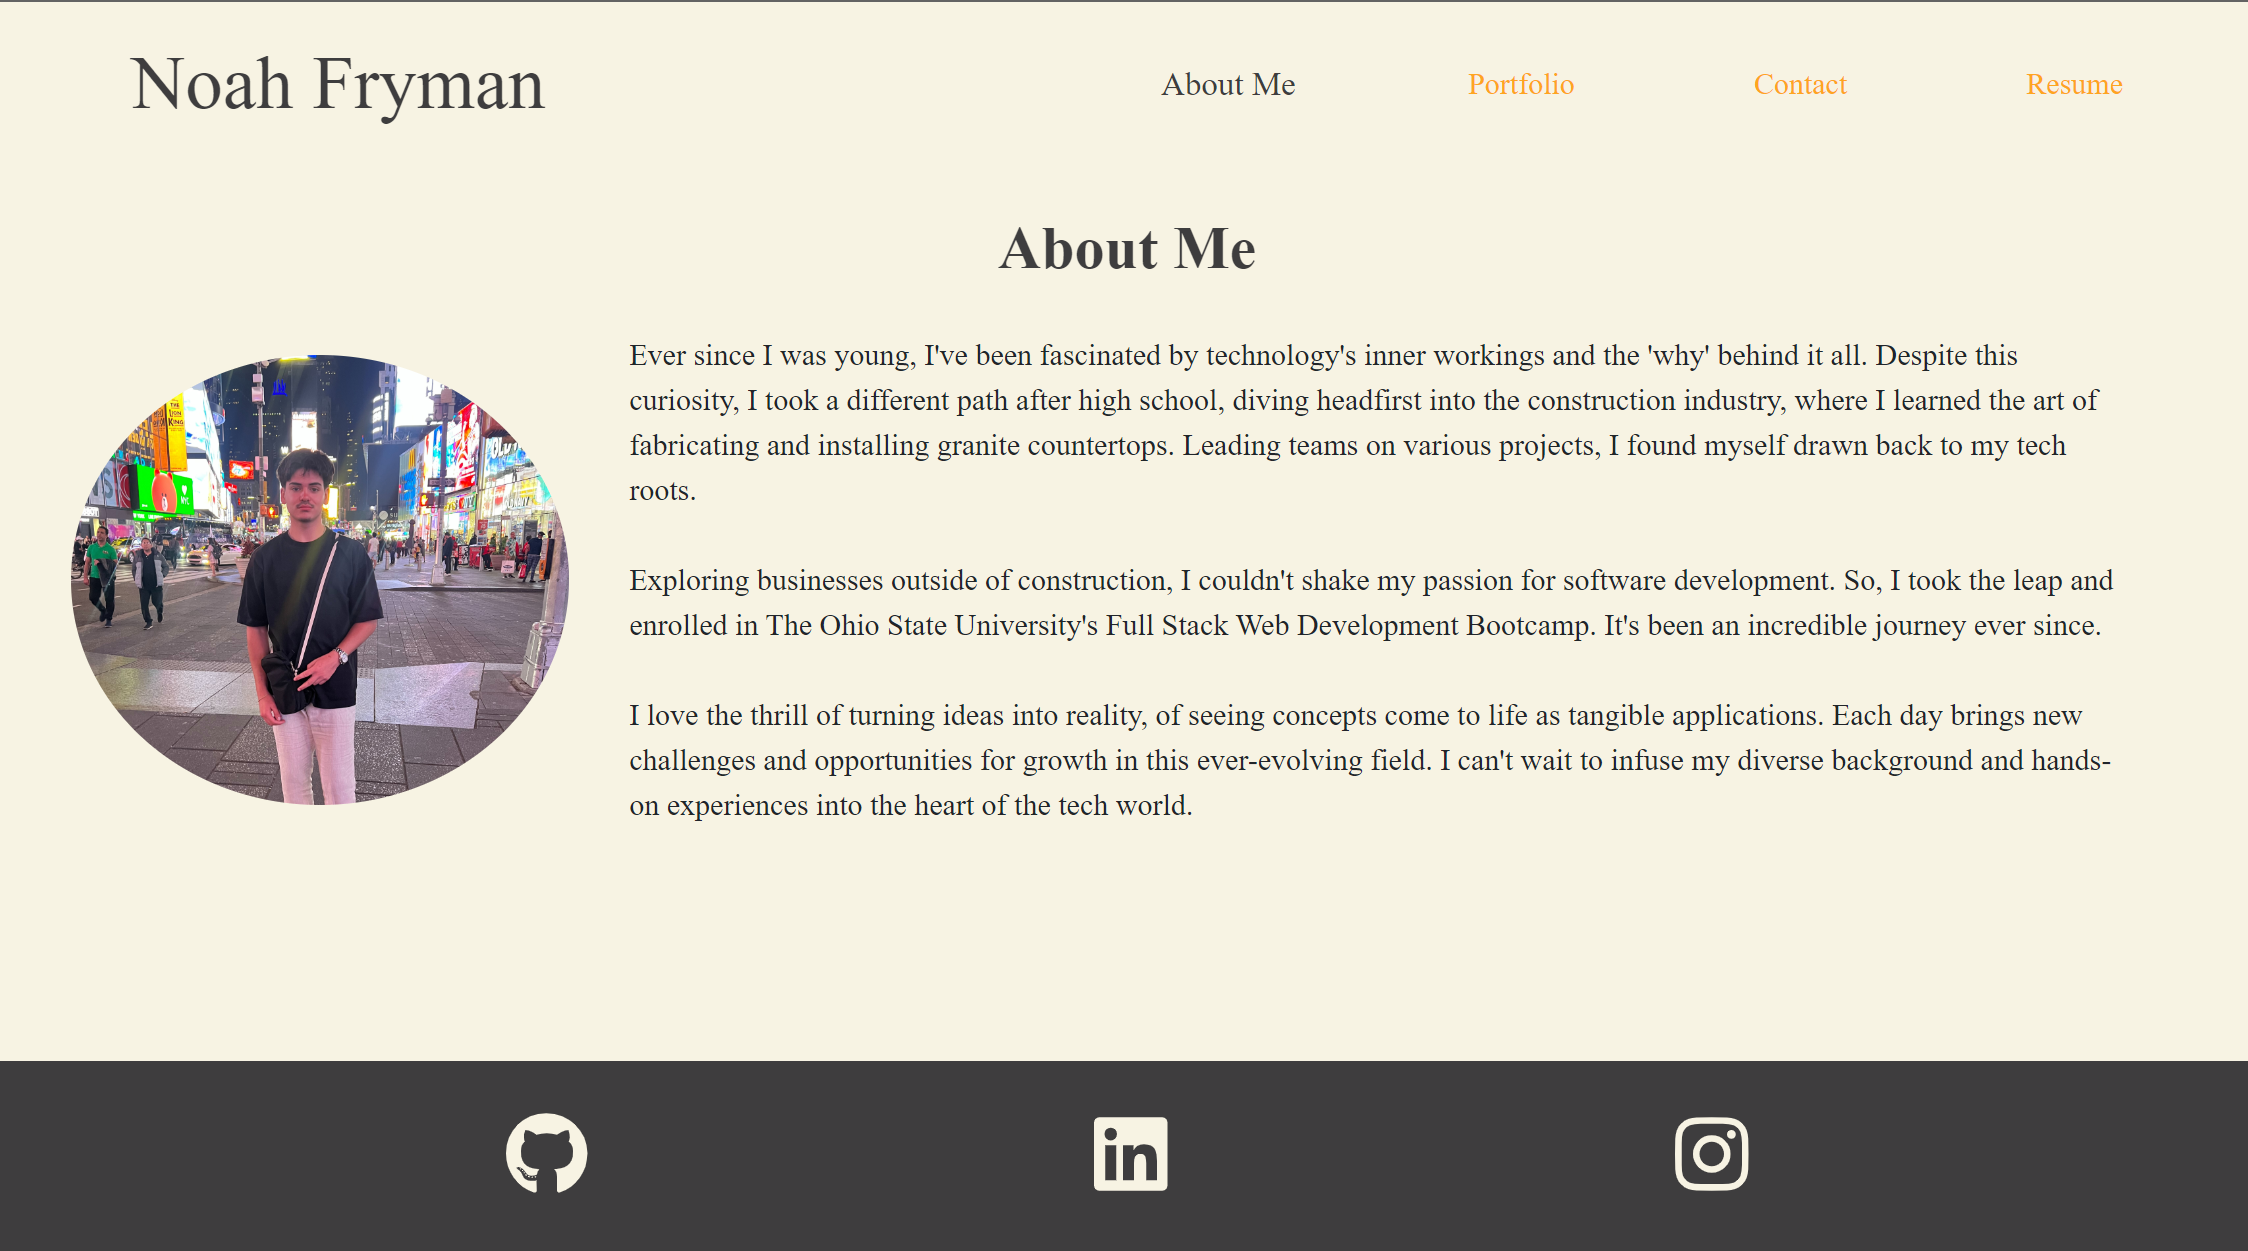 Noah Fryman
About Me
Portfolio
Contact
Resume
About Me
Ever since I was young, I've been fascinated by technology's inner workings and the 'why' behind it all. Despite this
curiosity, I took a different path after high school, diving headfirst into the construction industry, where I learned the art of
fabricating and installing granite countertops. Leading teams on various projects, I found myself drawn back to my tech
roots.
Exploring businesses outside of construction, I couldn't shake my passion for software development. So, I took the leap and
enrolled in The Ohio State University's Full Stack Web Development Bootcamp. It's been an incredible journey ever since.
I love the thrill of turning ideas into reality, of seeing concepts come to life as tangible applications. Each day brings new
challenges and opportunities for growth in this ever-evolving field. I can't wait to infuse my diverse background and hands-
on experiences into the heart of the tech world.
THE
LION
KING
NYC
in